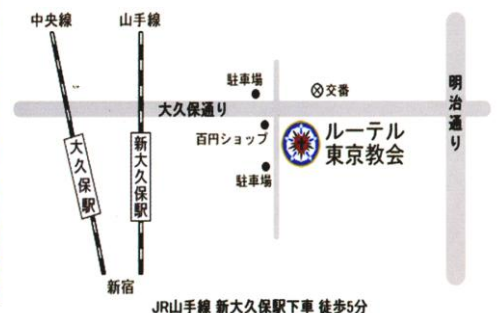 中央線
山手線
駐車場
交番
大久保通り
明治通り
百円ショップ
ルーテル
東京教会
駐車場
大久保駅
新大久保駅
新宿
JR山手線 新大久保駅下車 徒歩5分